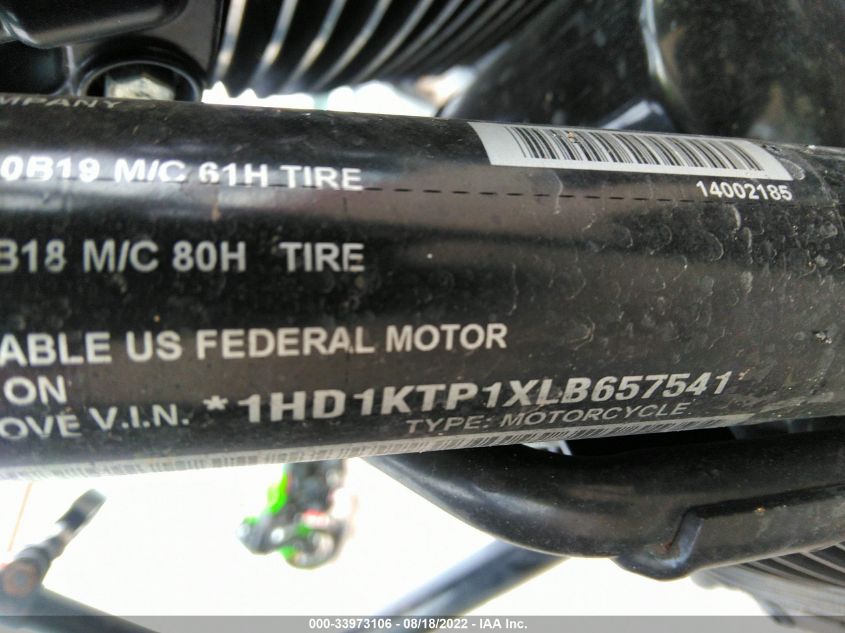 OMPANY
0B19 M/C 61H TIRE
14002185
B18 M/C 80H TIRE
ABLE US FEDERAL MOTOR
ON
OVE V.I.N. *1HD1KTP1XLB657541*
TYPE: MOTORCYCLE
000-33973106 - 08/18/2022 - IAA Inc.